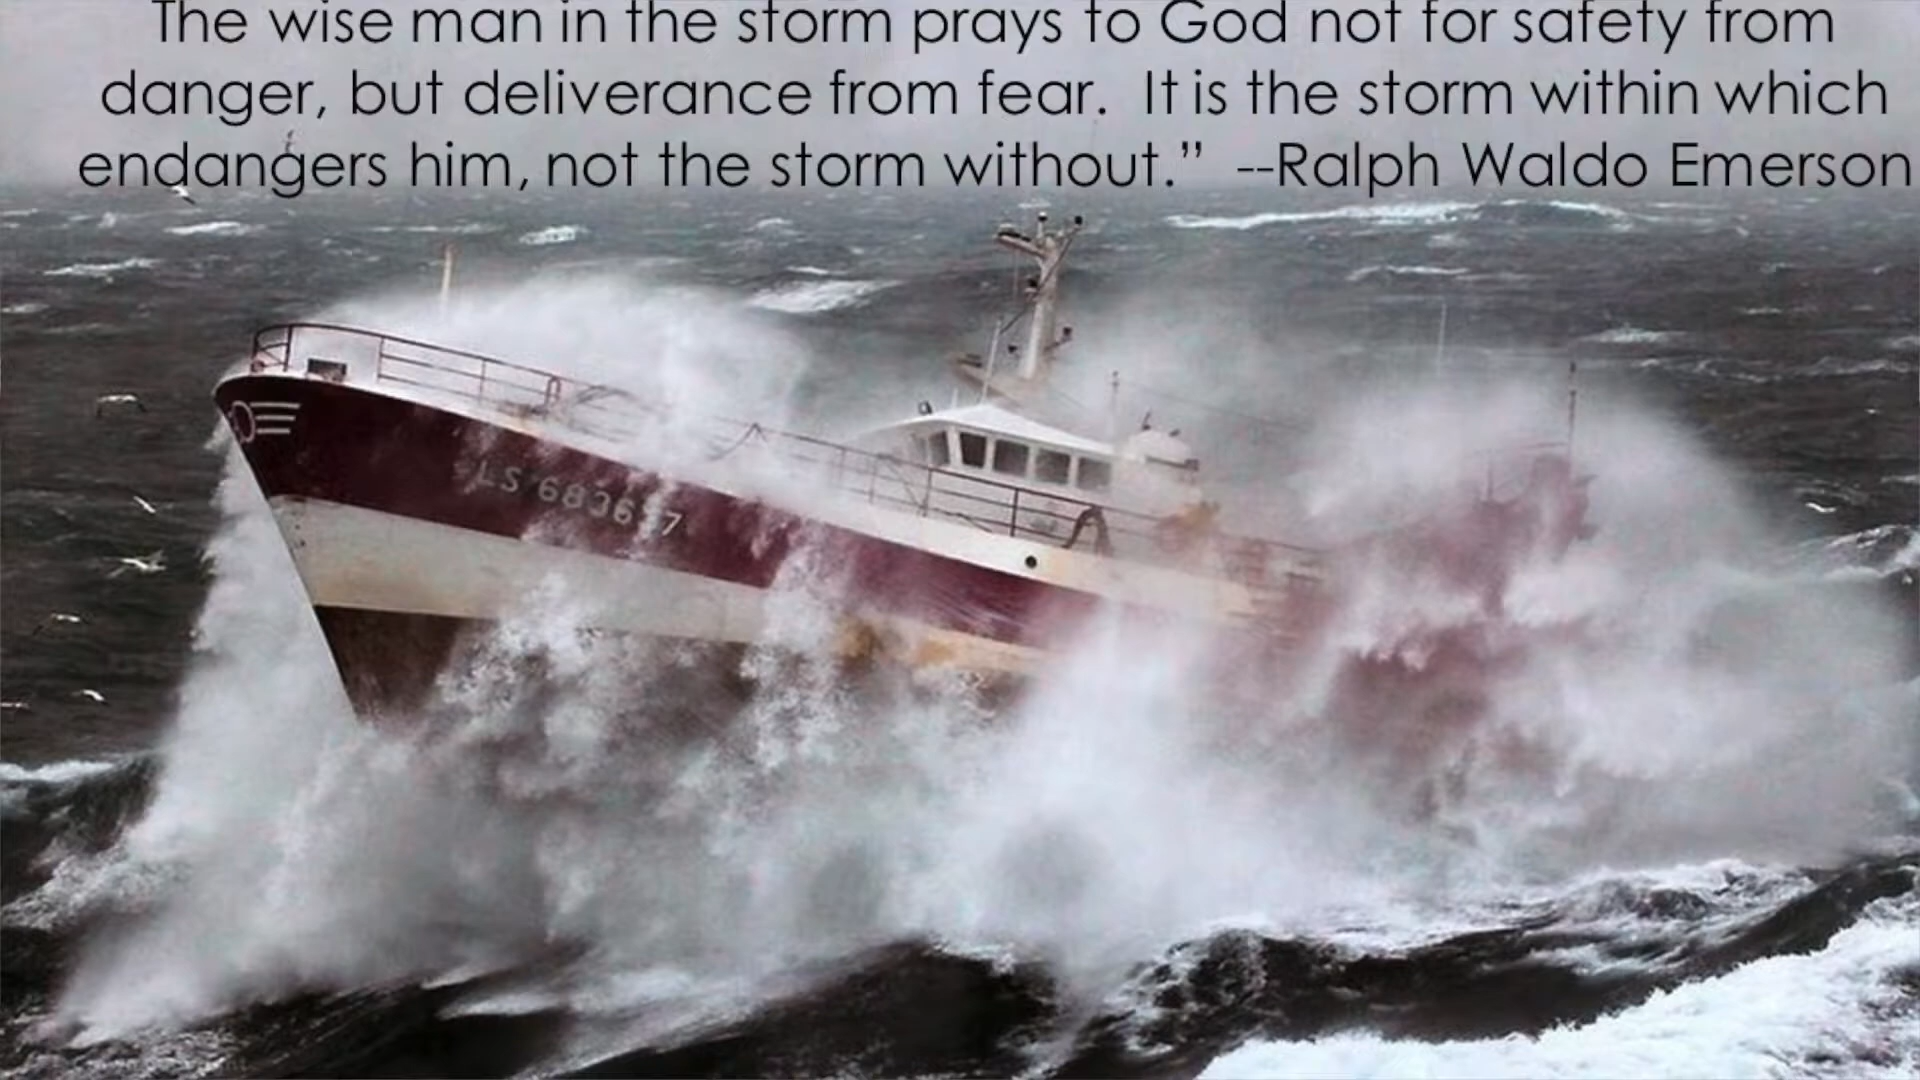 The wise man in the storm prays to God not for safety from
danger, but deliverance from fear. It is the storm within which
endangers him, not the storm without.” --Ralph Waldo Emerson